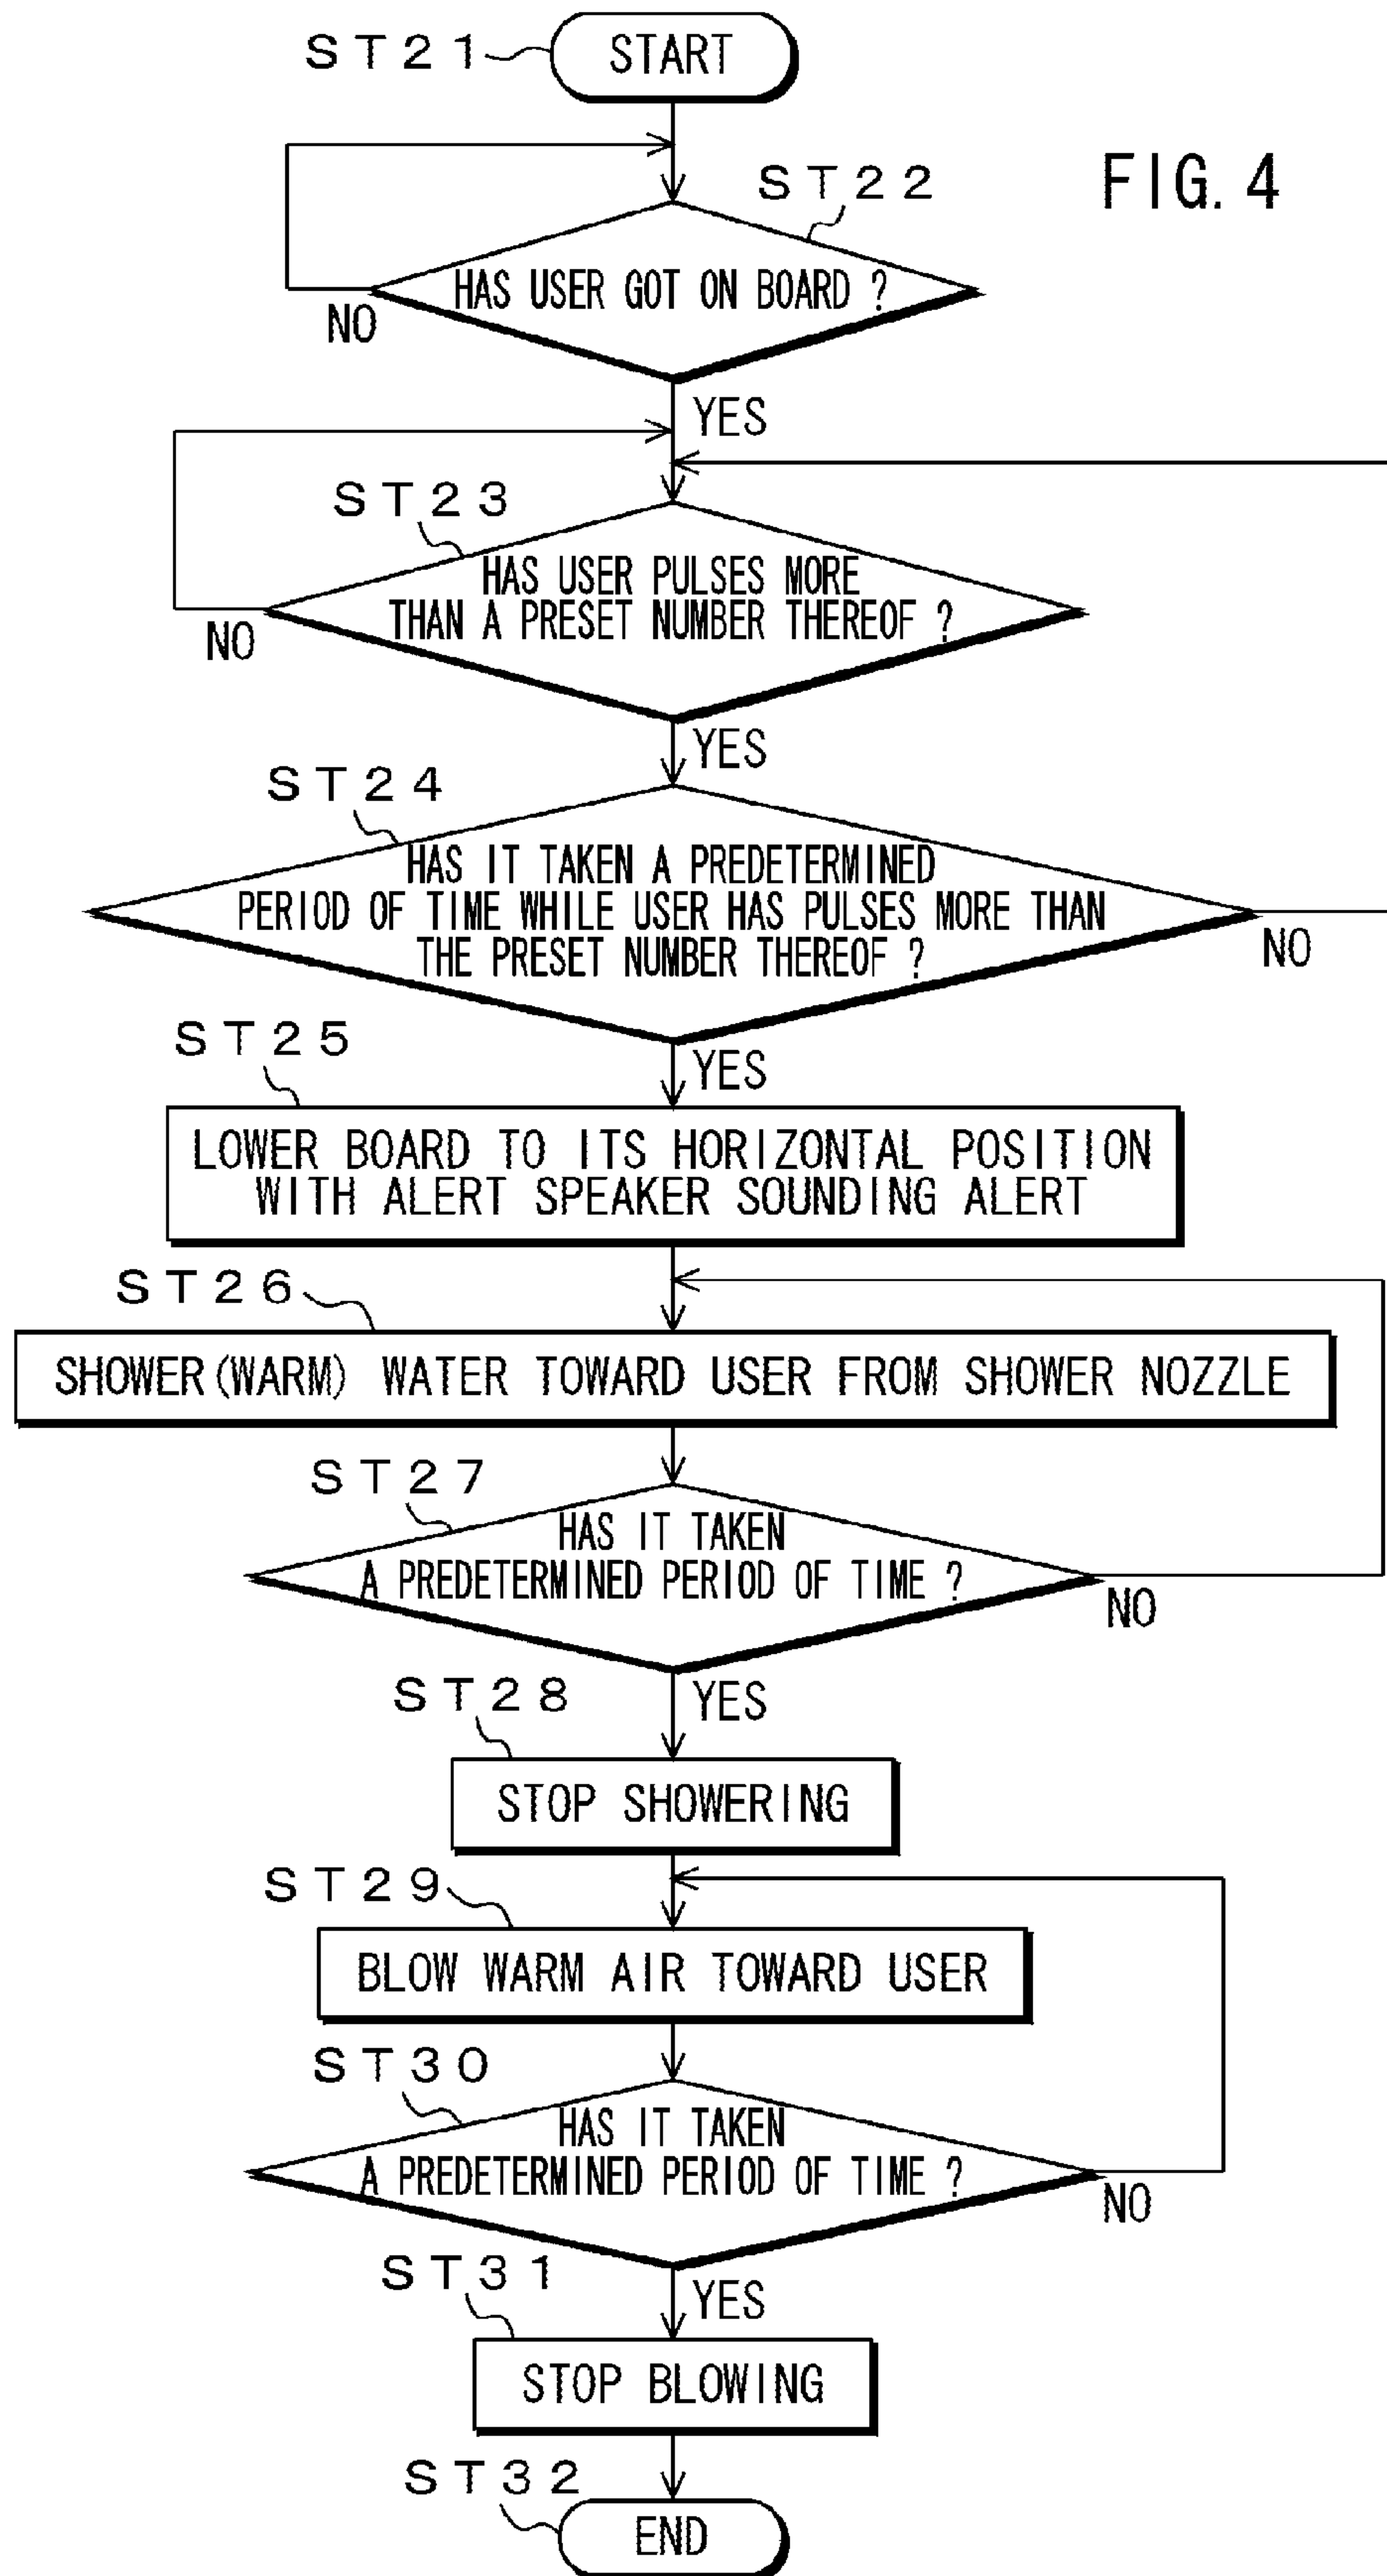 ST21
START
FIG. 4
ST22
HAS USER GOT ON BOARD ?
NO
YES
ST23
HAS USER PULSES MORE
THAN A PRESET NUMBER THEREOF ?
NO
YES
ST24
HAS IT TAKEN A PREDETERMINED
PERIOD OF TIME WHILE USER HAS PULSES MORE THAN
THE PRESET NUMBER THEREOF ?
NO
YES
ST25
LOWER BOARD TO ITS HORIZONTAL POSITION
WITH ALERT SPEAKER SOUNDING ALERT
ST26
SHOWER(WARM) WATER TOWARD USER FROM SHOWER NOZZLE
ST27
HAS IT TAKEN
A PREDETERMINED PERIOD OF TIME ?
NO
YES
ST28
STOP SHOWERING
ST29
BLOW WARM AIR TOWARD USER
ST30
HAS IT TAKEN
A PREDETERMINED PERIOD OF TIME ?
NO
YES
ST31
STOP BLOWING
ST32
END